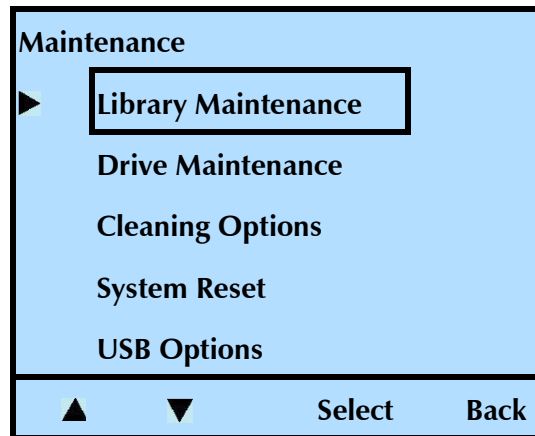 Maintenance
Library Maintenance
Drive Maintenance
Cleaning Options
System Reset
USB Options
Select Back